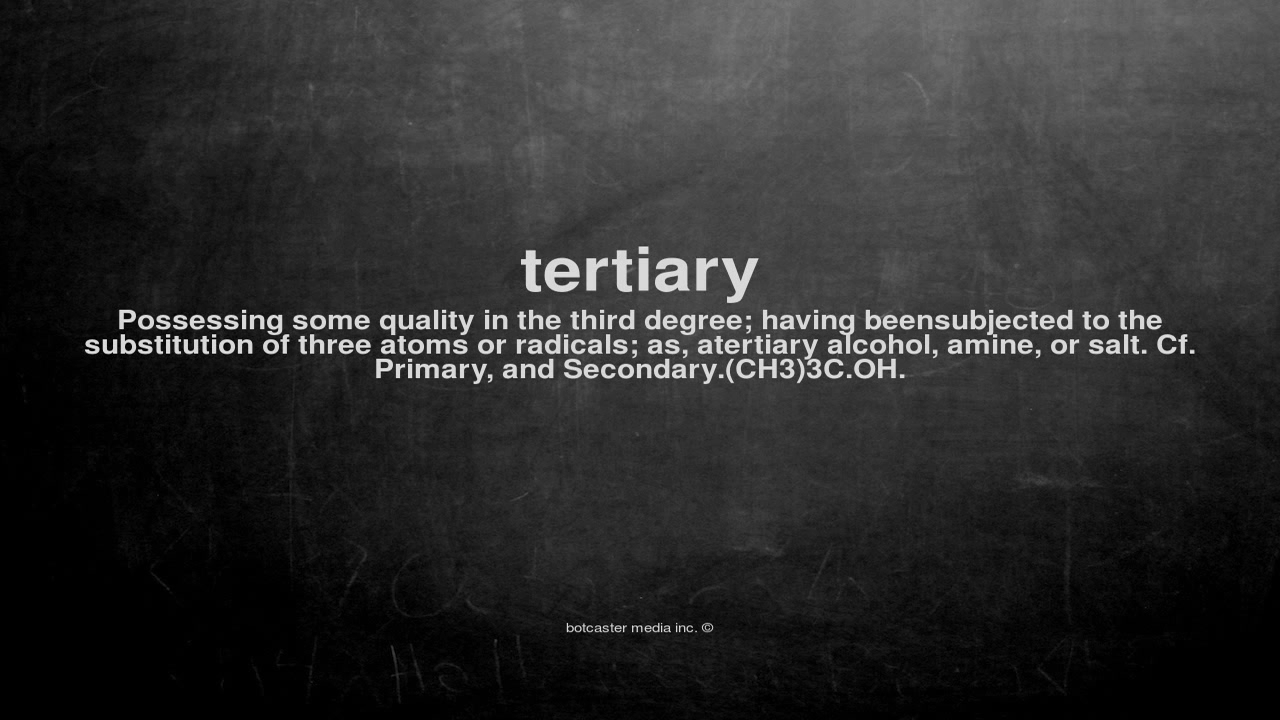 tertiary
Possessing some quality in the third degree; having beensubjected to the
substitution of three atoms or radicals; as, atertiary alcohol, amine, or salt. Cf.
Primary, and Secondary.(CH3)3C.OH.
botcaster media inc. ©